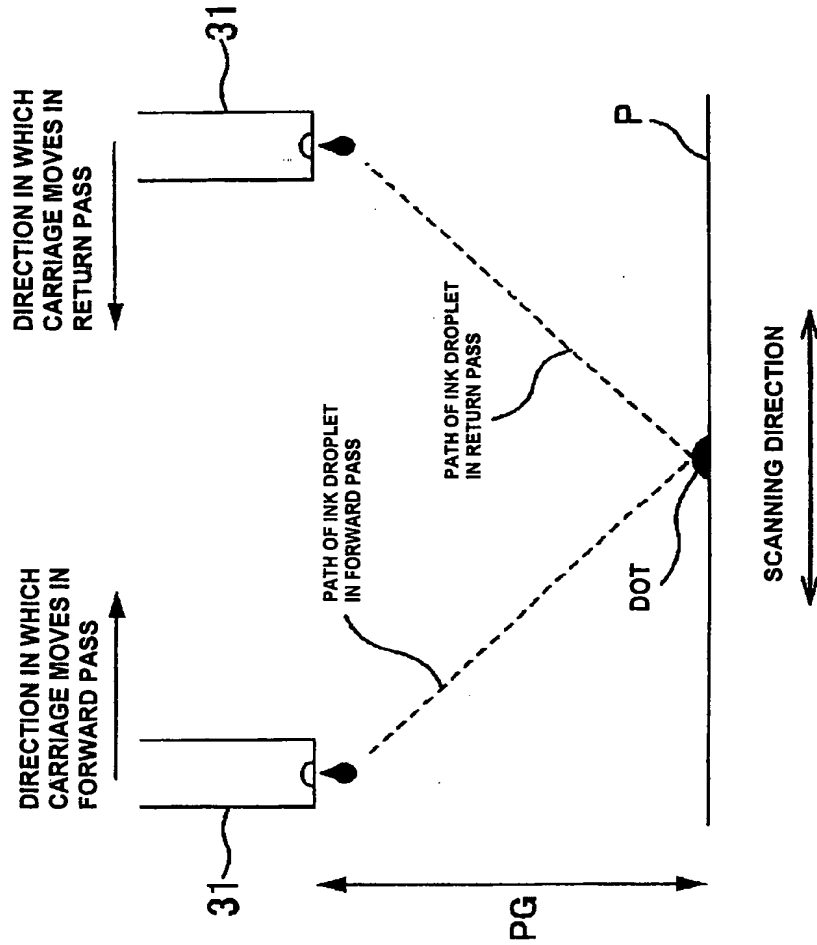 DIRECTION IN WHICH
CARRIAGE MOVES IN
FORWARD PASS
DIRECTION IN WHICH
CARRIAGE MOVES IN
RETURN PASS
31
31
PATH OF INK DROPLET
IN FORWARD PASS
PATH OF INK DROPLET
IN RETURN PASS
PG
DOT
P
SCANNING DIRECTION